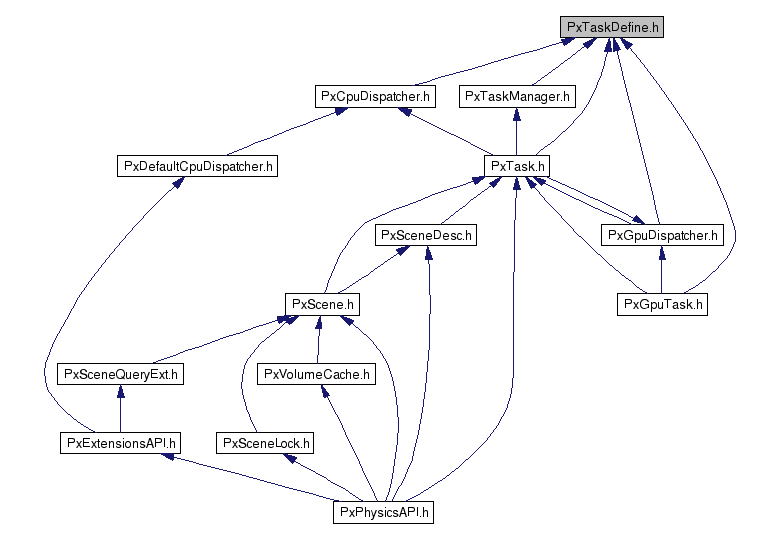 PxTaskDefine.h
PxCpuDispatcher.h
PxTaskManager.h
PxDefaultCpuDispatcher.h
PxTask.h
PxSceneDesc.h
PxGpuDispatcher.h
PxScene.h
PxGpuTask.h
PxSceneQueryExt.h
PxVolumeCache.h
PxExtensionsAPI.h
PxSceneLock.h
PxPhysicsAPI.h